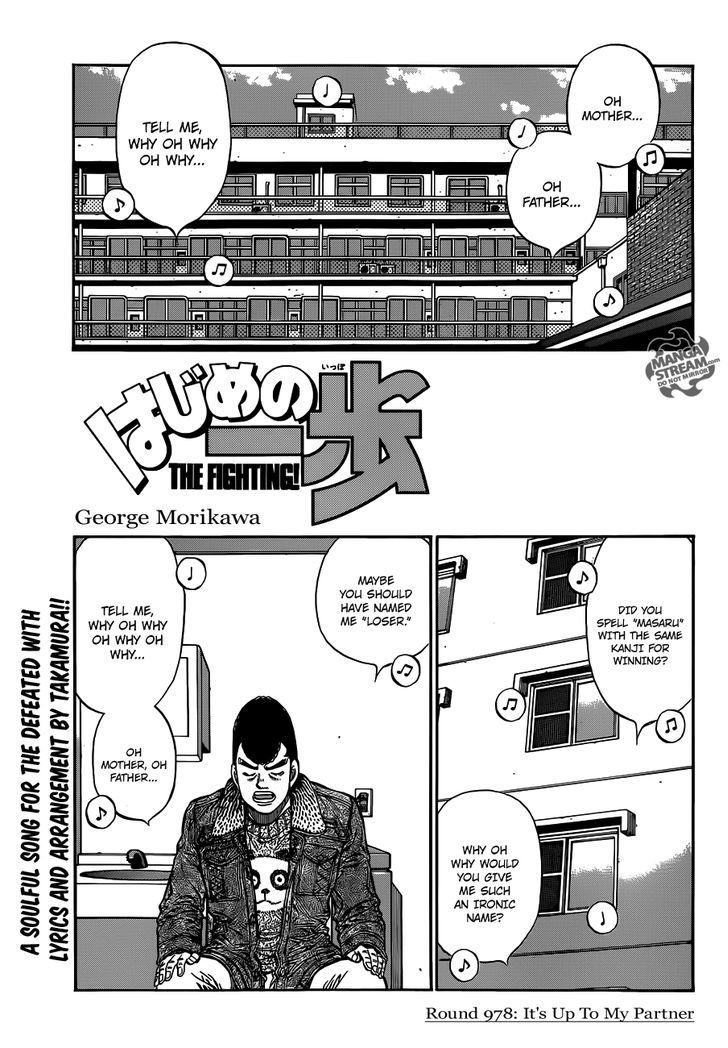 OH
MOTHER...
OH
FATHER...
TELL ME,
WHY OH WHY
OH WHY...
MANGA
STREAM.com
DO NOT MIRROR
いっぽ
はじめの一歩
THE FIGHTING!
George Morikawa
DID YOU
SPELL "MASARU"
WITH THE SAME
KANJI FOR
WINNING?
WHY OH
WHY WOULD
YOU GIVE
ME SUCH
AN IRONIC
NAME?
MAYBE
YOU SHOULD
HAVE NAMED
ME "LOSER."
TELL ME,
WHY OH WHY
OH WHY OH
WHY...
OH
MOTHER, OH
FATHER...
A SOULFUL SONG FOR THE DEFEATED WITH
LYRICS AND ARRANGEMENT BY TAKAMURA!!
Round 978: It's Up To My Partner